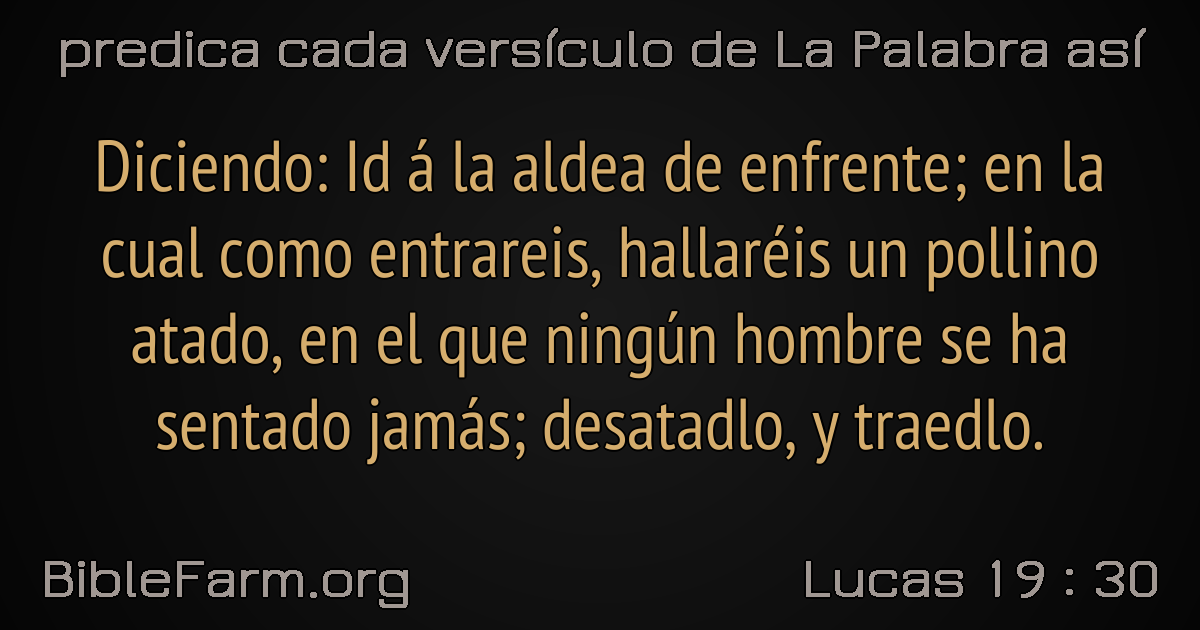 predica cada versículo de La Palabra así
Diciendo: Id á la aldea de enfrente; en la
cual como entrareis, hallaréis un pollino
atado, en el que ningún hombre se ha
sentado jamás; desatadlo, y traedlo.
BibleFarm.org
Lucas 19 : 30